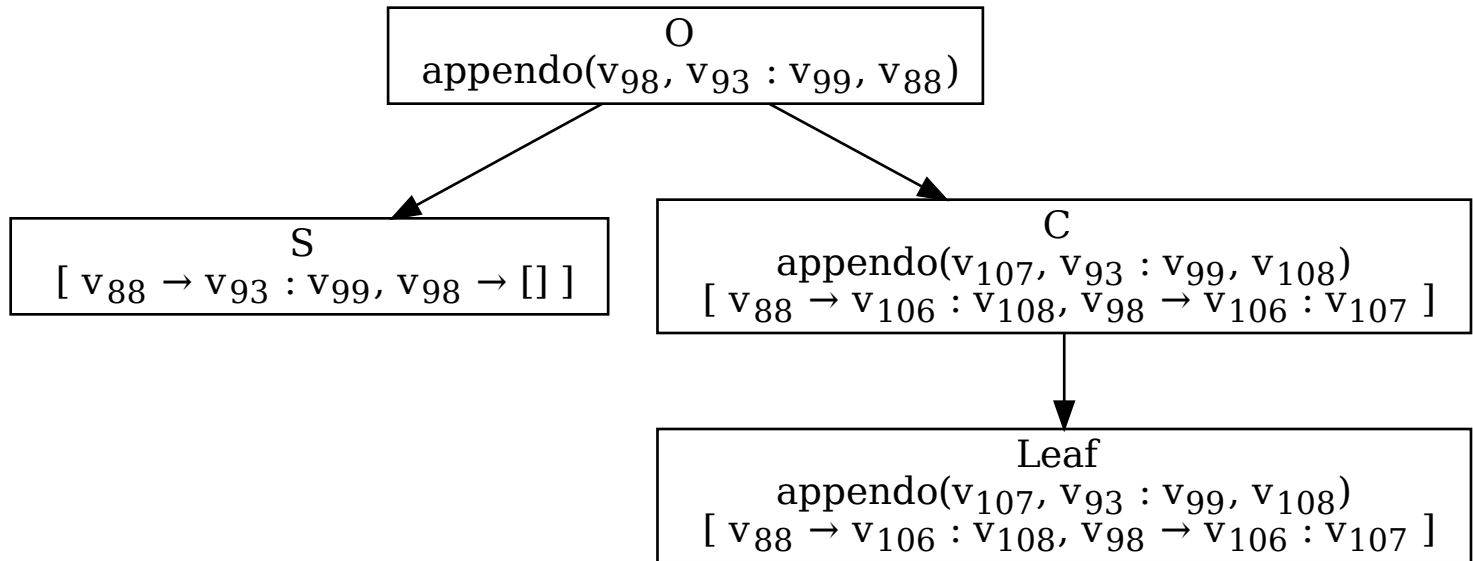 O
appendo(v₉₈, v₉₃ : v₉₉, v₈₈)
S
[ v₈₈ → v₉₃ : v₉₉, v₉₈ → [] ]
C
appendo(v₁₀₇, v₉₃ : v₉₉, v₁₀₈)
[ v₈₈ → v₁₀₆ : v₁₀₈, v₉₈ → v₁₀₆ : v₁₀₇ ]
Leaf
appendo(v₁₀₇, v₉₃ : v₉₉, v₁₀₈)
[ v₈₈ → v₁₀₆ : v₁₀₈, v₉₈ → v₁₀₆ : v₁₀₇ ]